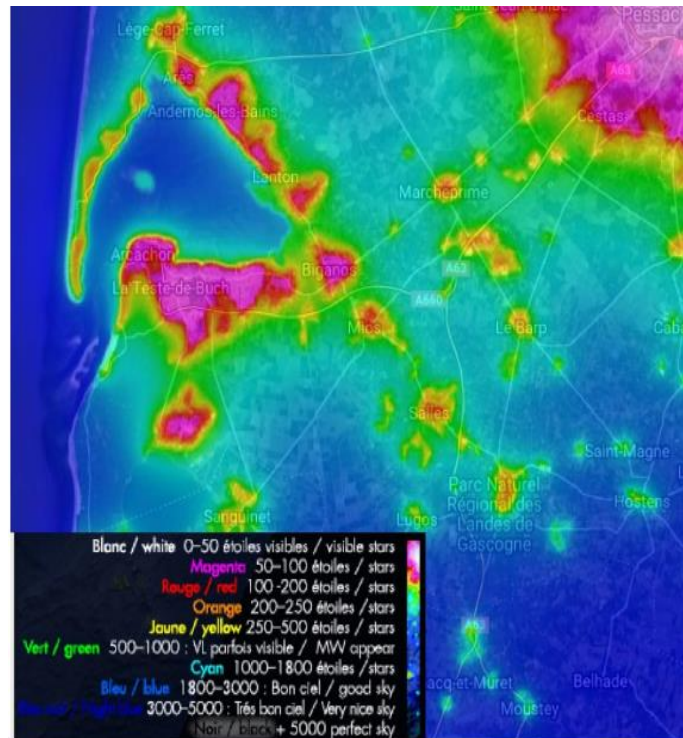 Pessac
Lège-Cap-Ferret
A63
Arès
Andernos-les-Bains
Cestas
Lanton
Marcheprime
Arcachon
Biganos
A63
La Teste-de-Buch
A660
Mios
Le Barp
Salles
Saint-Magne
Parc Naturel
Régional des
Landes de
Gascogne
Hostens
Sanguinet
Lugos
Blanc / white 0–50 étoiles visibles / visible stars
Magenta 50–100 étoiles / stars
Rouge / red 100 -200 étoiles / stars
Orange 200–250 étoiles / stars
Jaune / yellow 250–500 étoiles / stars
Vert / green 500–1000 : VL parfois visible / MW appear
Cyan 1000–1800 étoiles /stars
Bleu / blue 1800–3000 : Bon ciel / good sky
3000–5000 : Trés bon ciel / Very nice sky
Noir / black + 5000 perfect sky
Belhade
Moustey